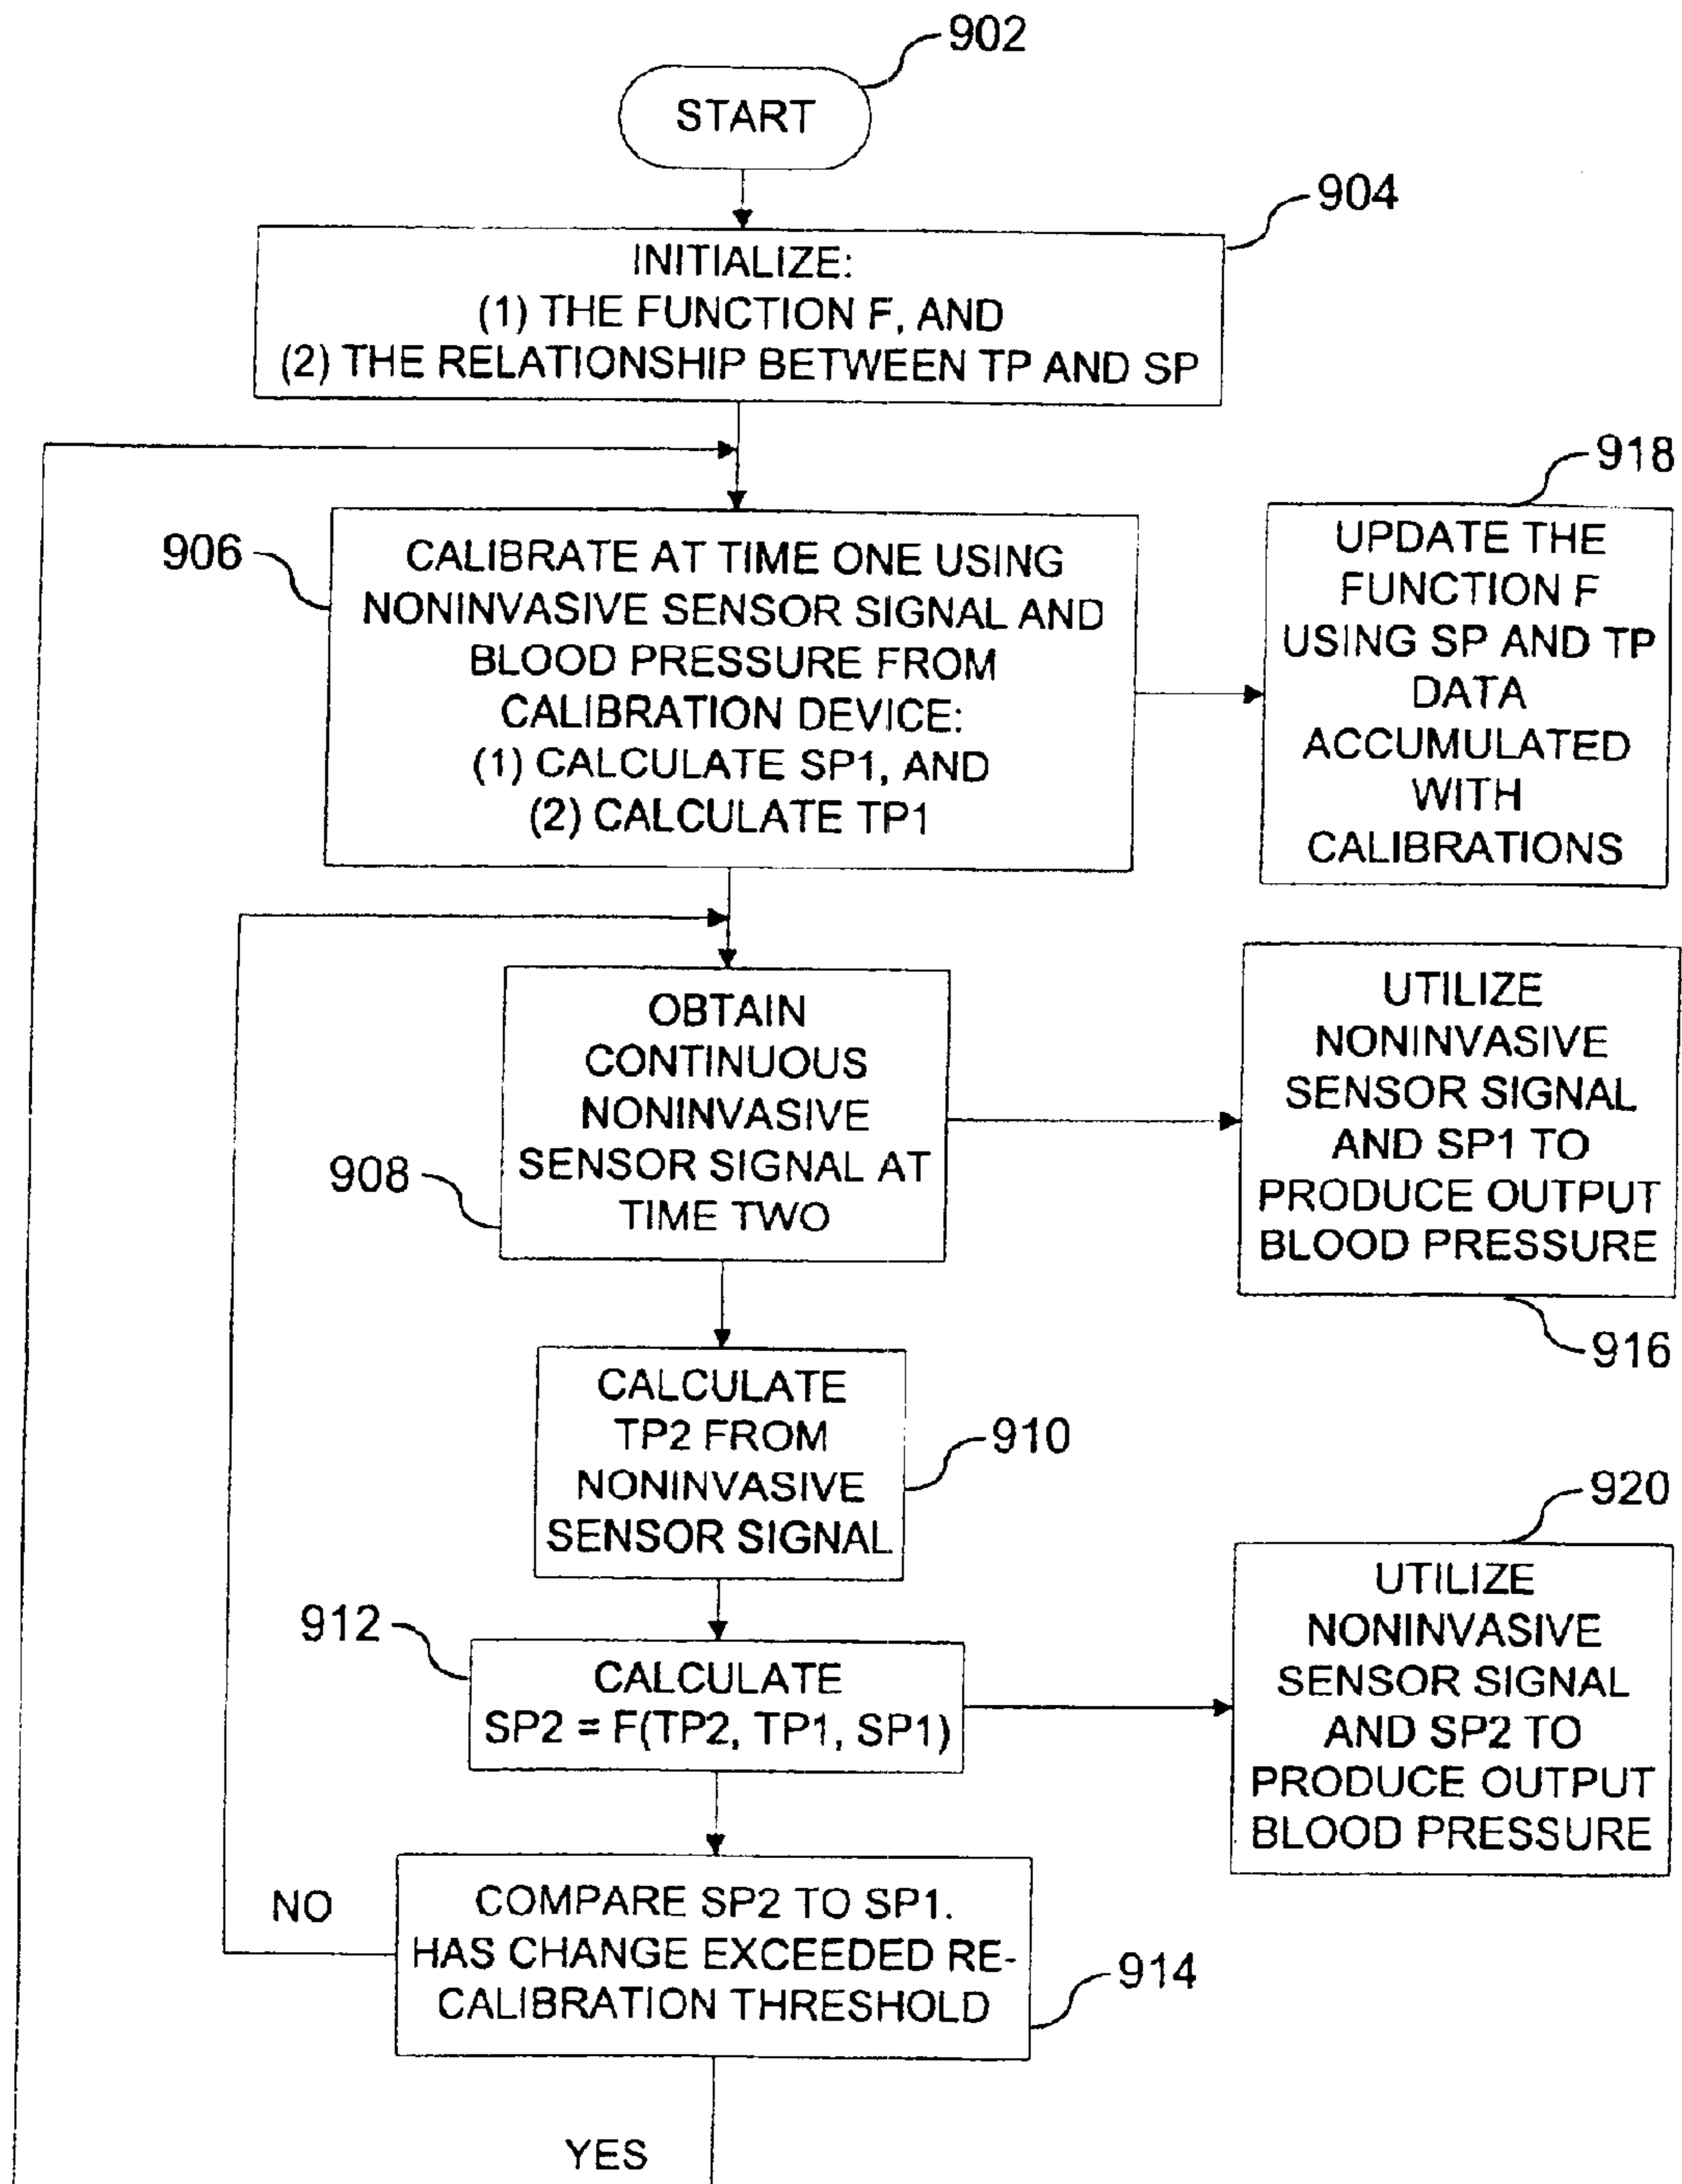 902
START
904
INITIALIZE:
(1) THE FUNCTION F, AND
(2) THE RELATIONSHIP BETWEEN TP AND SP
906
CALIBRATE AT TIME ONE USING
NONINVASIVE SENSOR SIGNAL AND
BLOOD PRESSURE FROM
CALIBRATION DEVICE:
(1) CALCULATE SP1, AND
(2) CALCULATE TP1
918
UPDATE THE
FUNCTION F
USING SP AND TP
DATA
ACCUMULATED
WITH
CALIBRATIONS
908
OBTAIN
CONTINUOUS
NONINVASIVE
SENSOR SIGNAL AT
TIME TWO
UTILIZE
NONINVASIVE
SENSOR SIGNAL
AND SP1 TO
PRODUCE OUTPUT
BLOOD PRESSURE
916
CALCULATE
TP2 FROM
NONINVASIVE
SENSOR SIGNAL
910
912
CALCULATE
SP2 = F(TP2, TP1, SP1)
920
UTILIZE
NONINVASIVE
SENSOR SIGNAL
AND SP2 TO
PRODUCE OUTPUT
BLOOD PRESSURE
NO
COMPARE SP2 TO SP1.
HAS CHANGE EXCEEDED RE-
CALIBRATION THRESHOLD
914
YES